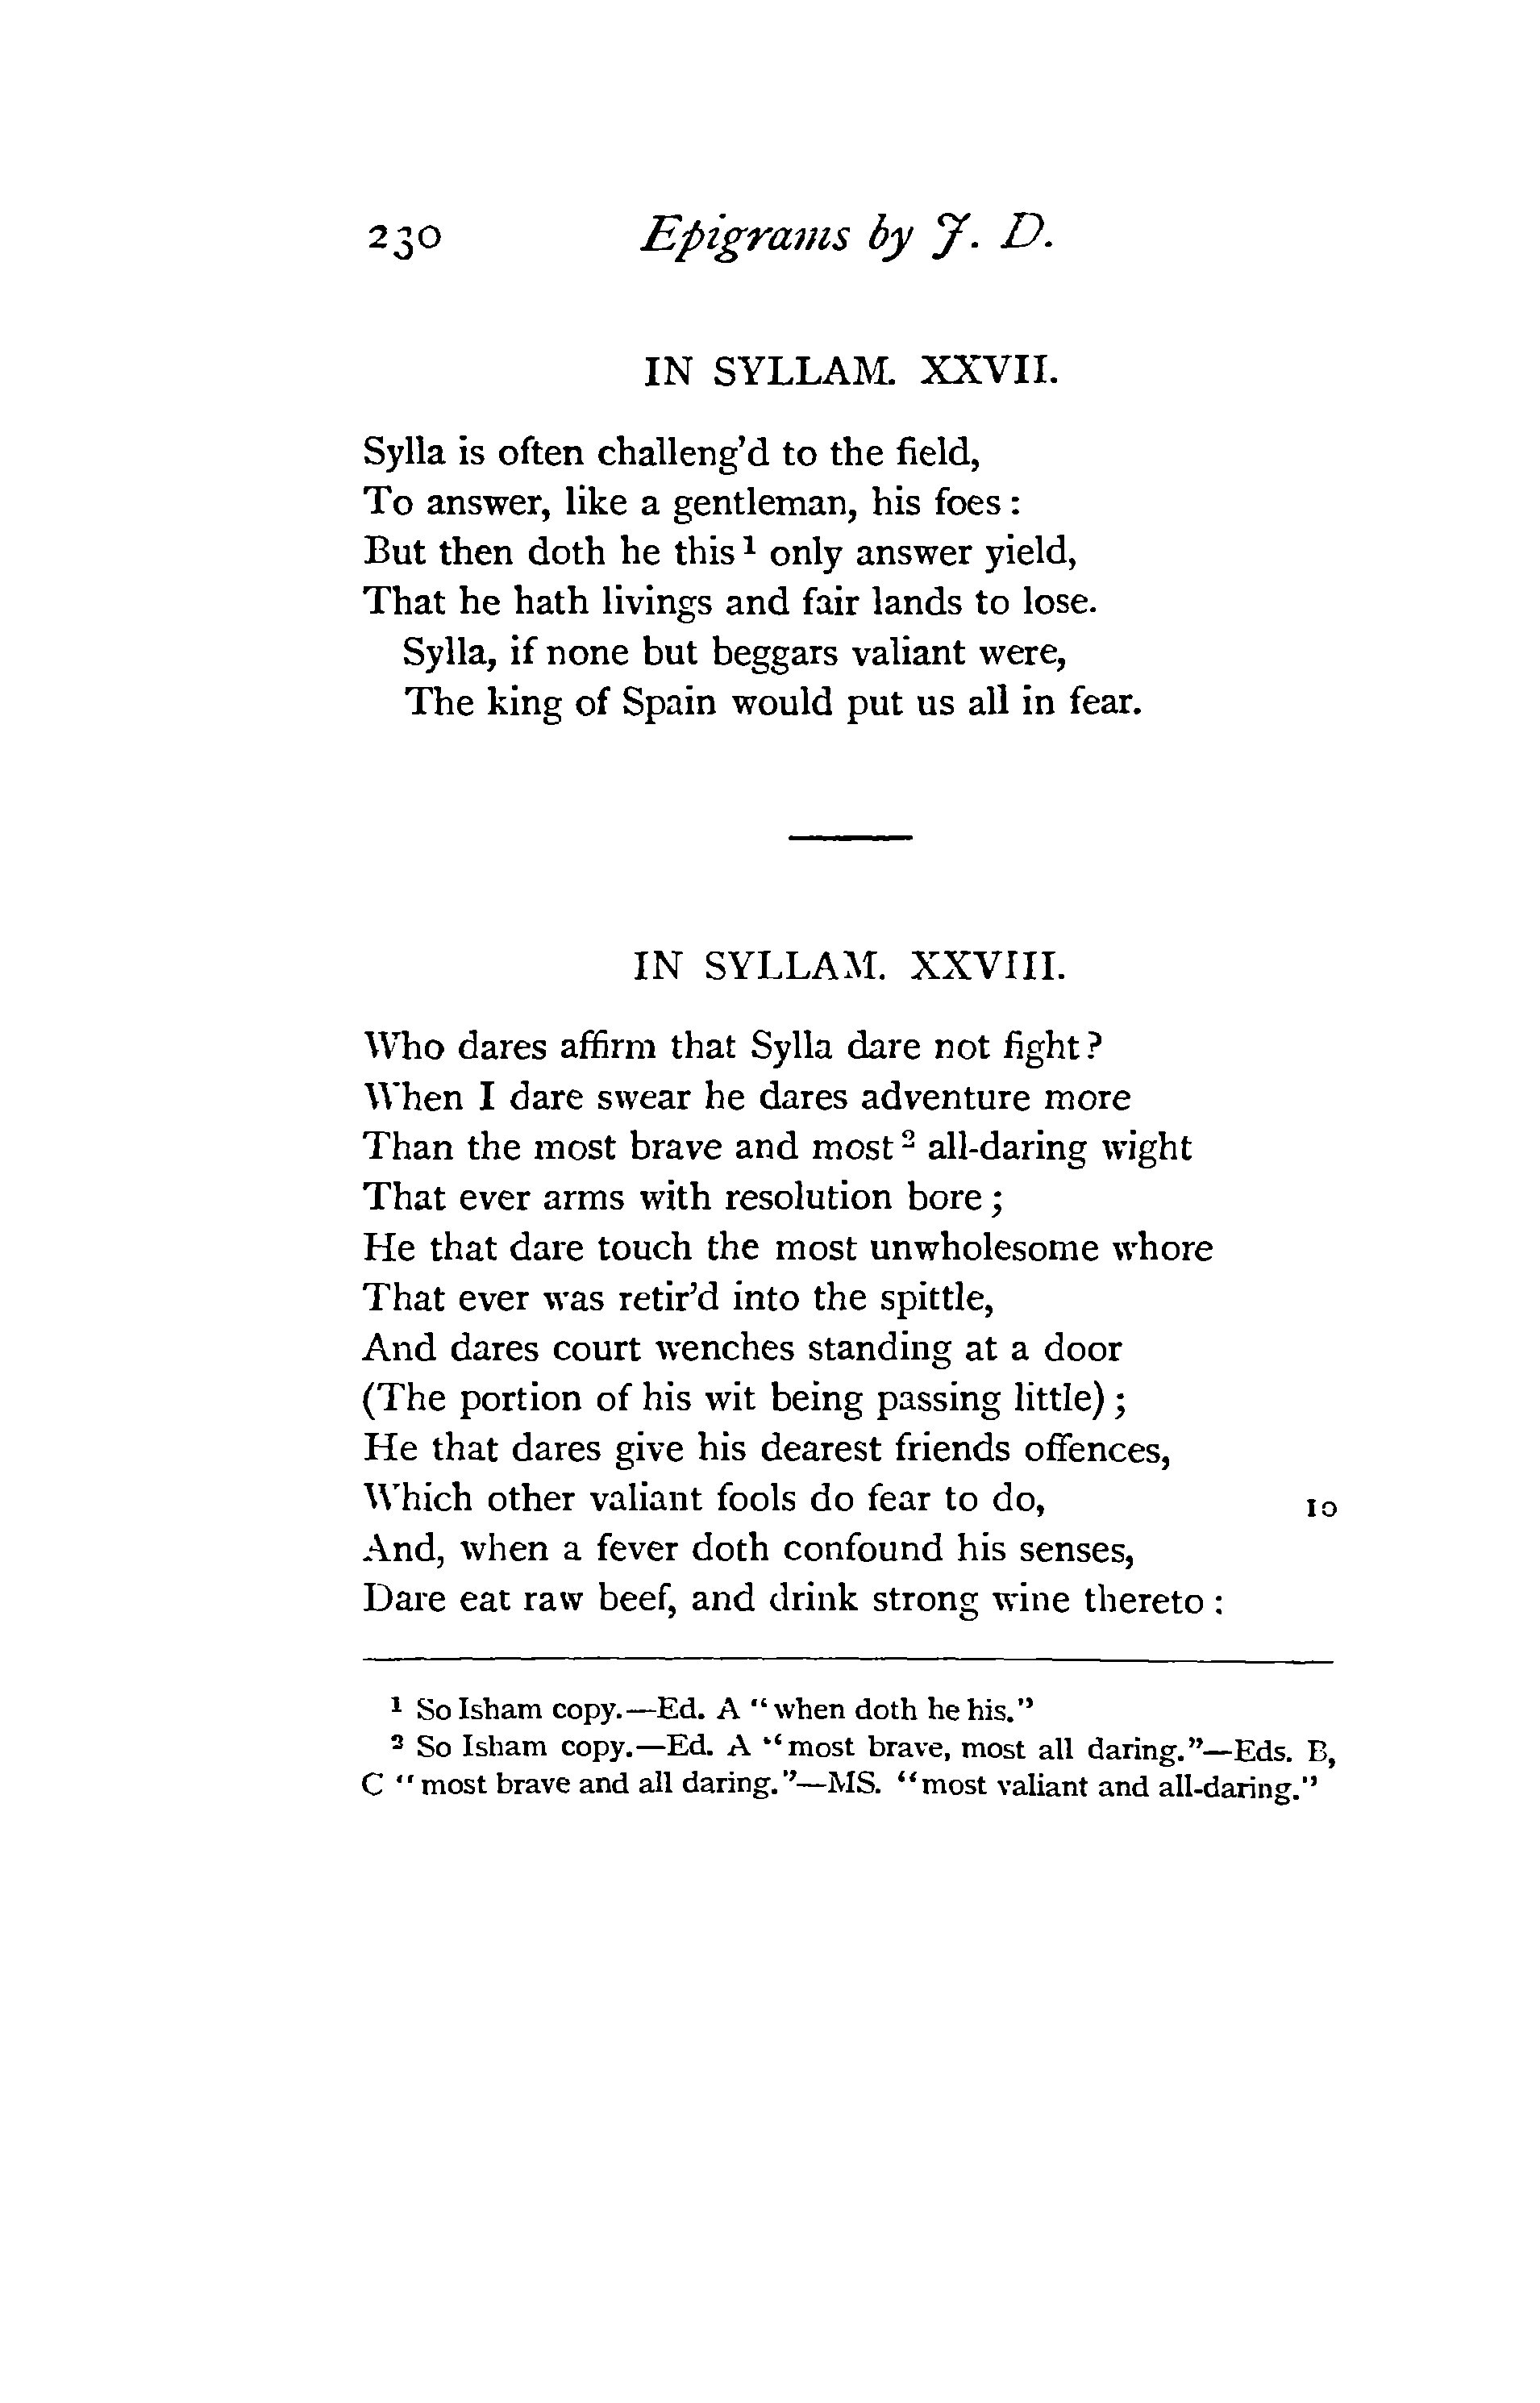 230 Epigrams by J. D.
IN SYLLAM. XXVII.
Sylla is often challeng’d to the field,
To answer, like a gentleman, his foes :
But then doth he this ¹ only answer yield,
That he hath livings and fair lands to lose.
Sylla, if none but beggars valiant were,
The king of Spain would put us all in fear.
IN SYLLAM. XXVIII.
Who dares affirm that Sylla dare not fight ?
When I dare swear he dares adventure more
Than the most brave and most ² all-daring wight
That ever arms with resolution bore ;
He that dare touch the most unwholesome whore
That ever was retir’d into the spittle,
And dares court wenches standing at a door
(The portion of his wit being passing little) ;
He that dares give his dearest friends offences,
Which other valiant fools do fear to do, 10
And, when a fever doth confound his senses,
Dare eat raw beef, and drink strong wine thereto :
¹ So Isham copy.—Ed. A “when doth he his.”
² So Isham copy.—Ed. A “most brave, most all daring.”—Eds. B,
C “most brave and all daring.”—MS. “most valiant and all-daring.”